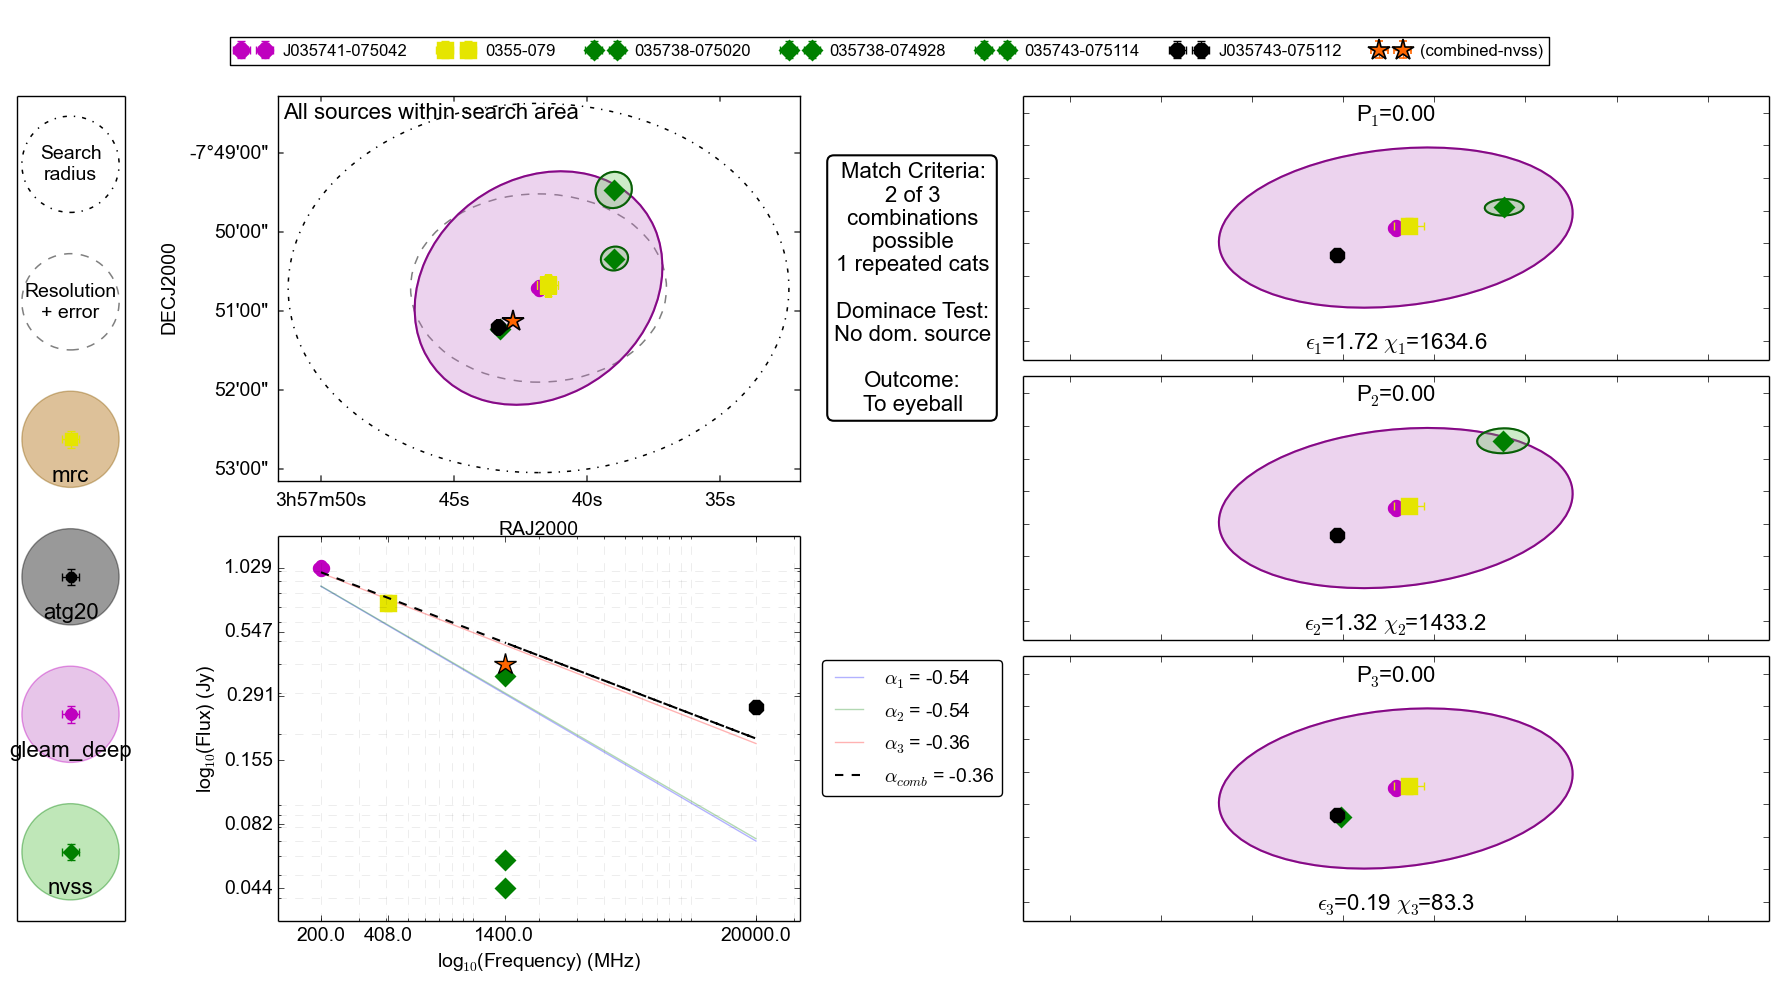 J035741-075042 0355-079 035738-075020 035738-074928 035743-075114 J035743-075112 (combined-nvss)
Search
radius
Resolution
+ error
mrc
atg20
gleam_deep
nvss
All sources within search area
DECJ2000
-7°49'00"
50'00"
51'00"
52'00"
53'00"
3h57m50s 45s 40s 35s
RAJ2000
Match Criteria:
2 of 3
combinations
possible
1 repeated cats
Dominace Test:
No dom. source
Outcome:
To eyeball
log10(Flux) (Jy)
1.029
0.547
0.291
0.155
0.082
0.044
200.0 408.0 1400.0 20000.0
log10(Frequency) (MHz)
α1 = -0.54
α2 = -0.54
α3 = -0.36
αcomb = -0.36
P1=0.00
ϵ1=1.72 χ1=1634.6
P2=0.00
ϵ2=1.32 χ2=1433.2
P3=0.00
ϵ3=0.19 χ3=83.3